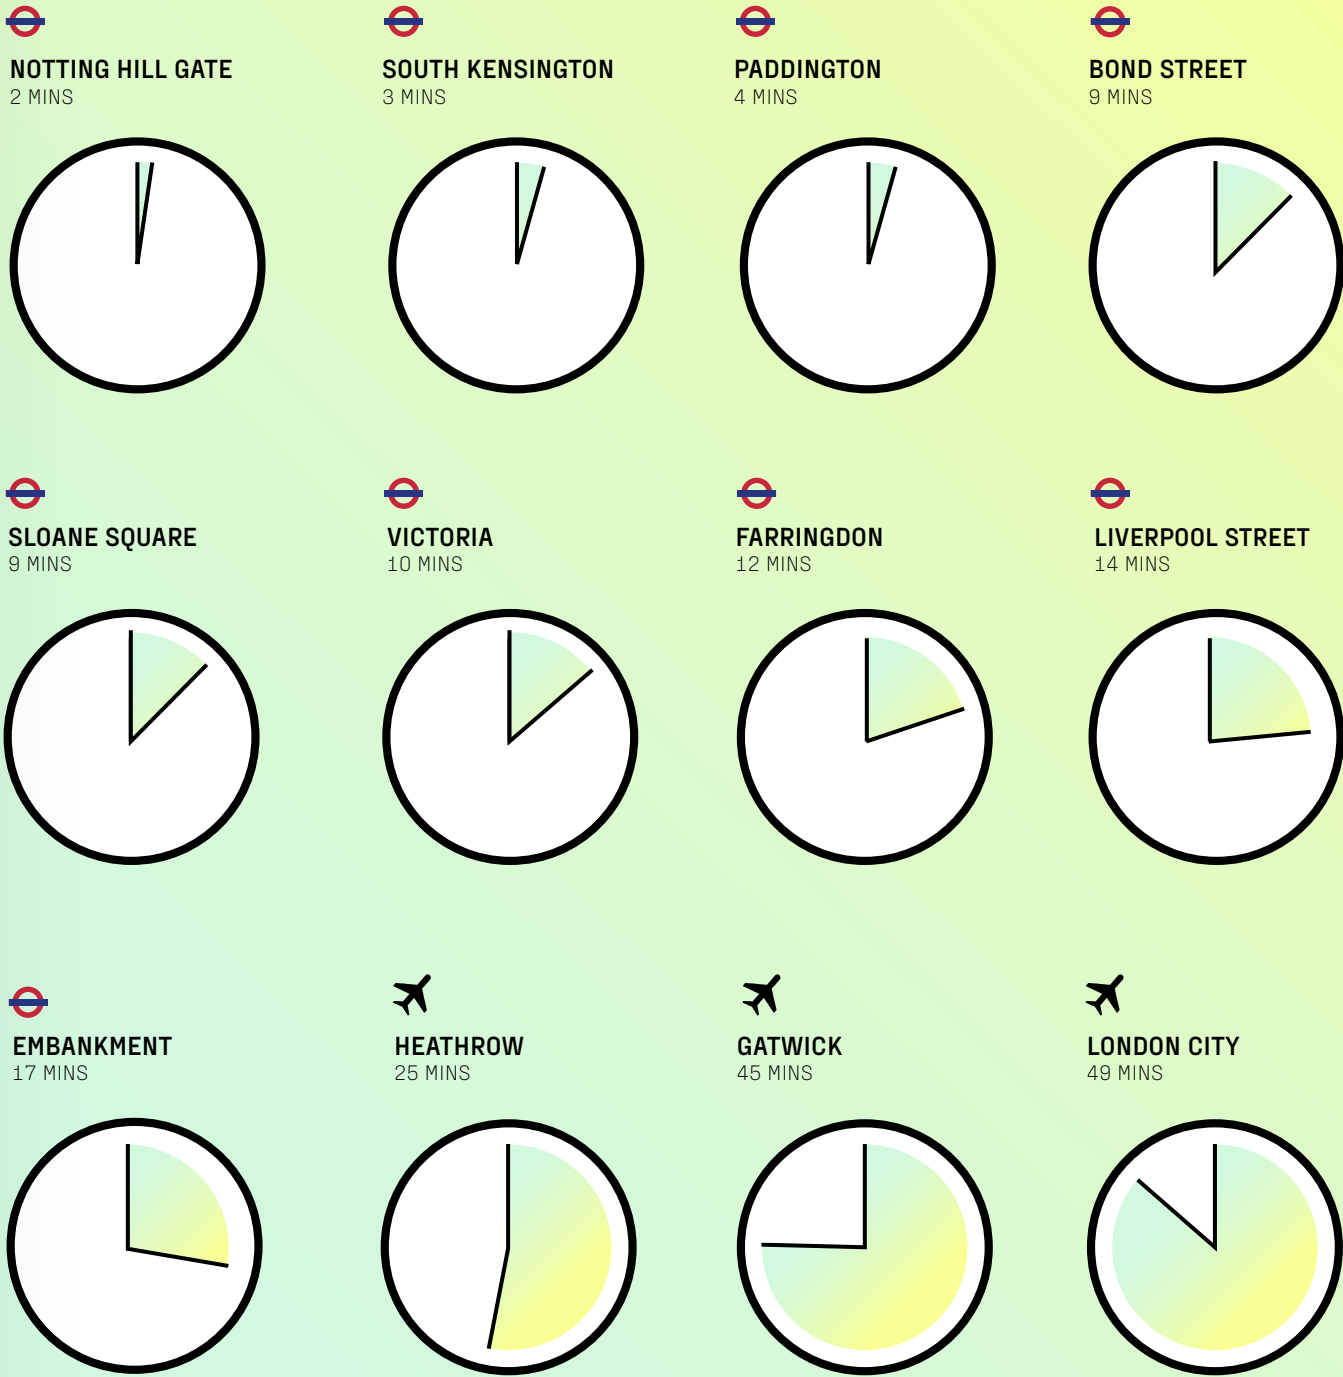 NOTTING HILL GATE
2 MINS
SOUTH KENSINGTON
3 MINS
PADDINGTON
4 MINS
BOND STREET
9 MINS
SLOANE SQUARE
9 MINS
VICTORIA
10 MINS
FARRINGDON
12 MINS
LIVERPOOL STREET
14 MINS
EMBANKMENT
17 MINS
HEATHROW
25 MINS
GATWICK
45 MINS
LONDON CITY
49 MINS